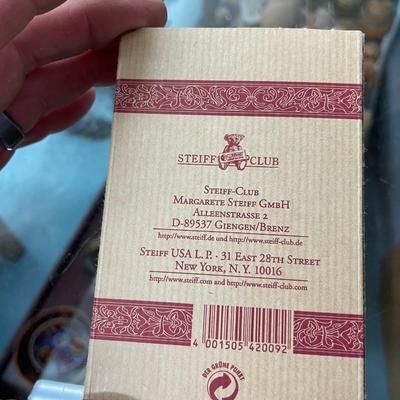 STEIFF CLUB
STEIFF-CLUB
MARGARETE STEIFF GMBH
ALLEENSTRASSE 2
D-89537 GIENGEN/BRENZ
http://www.steiff.de und http://www.steiff-club.de
STEIFF USA L. P. · 31 EAST 28TH STREET
NEW YORK, N. Y. 10016
http://www.steiff.com and http://www.steiff-club.com
4 001505 420092
DER GRÜNE PUNKT